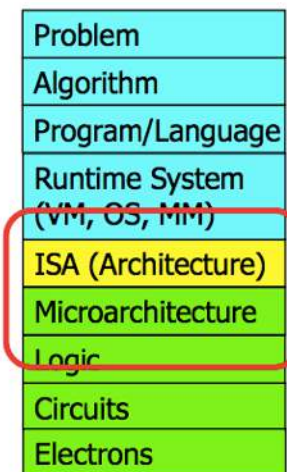 Problem
Algorithm
Program/Language
Runtime System
(VM, OS, MM)
ISA (Architecture)
Microarchitecture
Logic
Circuits
Electrons